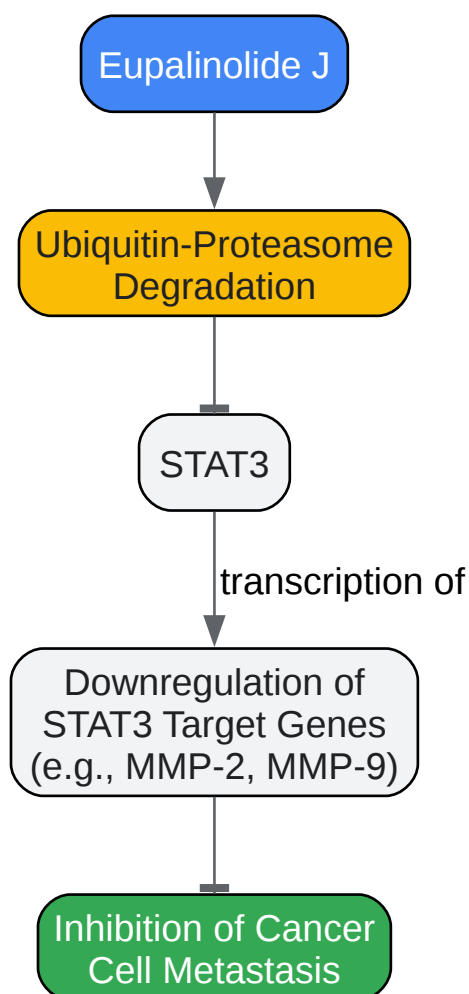 Eupalinolide J
Ubiquitin-Proteasome
Degradation
STAT3
transcription of
Downregulation of
STAT3 Target Genes
(e.g., MMP-2, MMP-9)
Inhibition of Cancer
Cell Metastasis